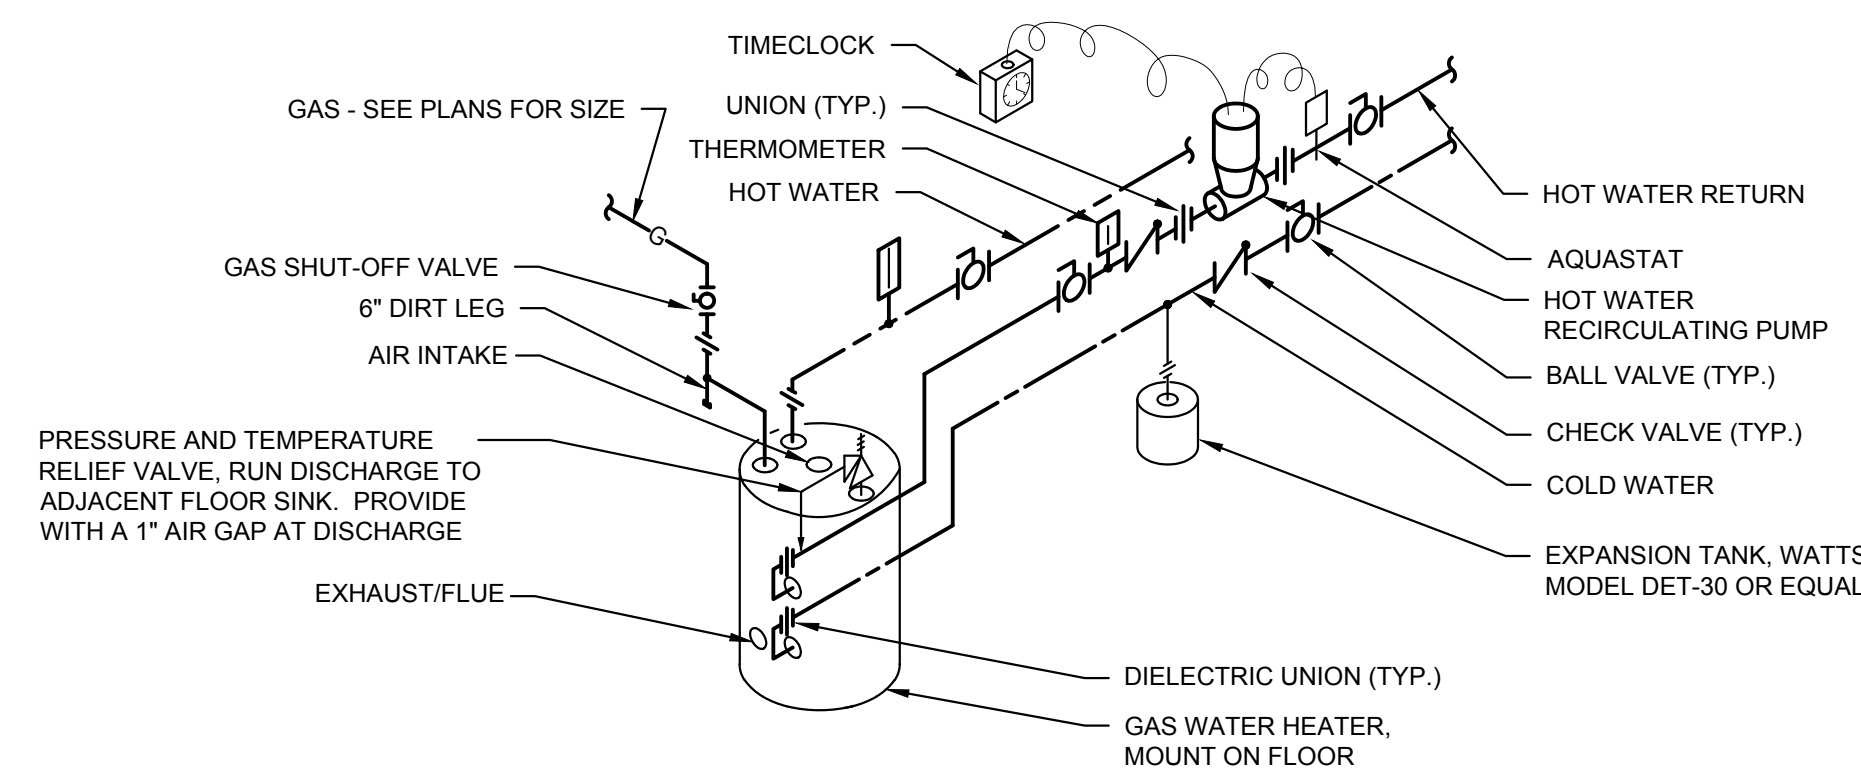 TIMECLOCK
GAS - SEE PLANS FOR SIZE
UNION (TYP.)
THERMOMETER
HOT WATER
G
GAS SHUT-OFF VALVE
6" DIRT LEG
AIR INTAKE
PRESSURE AND TEMPERATURE
RELIEF VALVE, RUN DISCHARGE TO
ADJACENT FLOOR SINK.  PROVIDE
WITH A 1" AIR GAP AT DISCHARGE
EXHAUST/FLUE
HOT WATER RETURN
AQUASTAT
HOT WATER
RECIRCULATING PUMP
BALL VALVE (TYP.)
CHECK VALVE (TYP.)
COLD WATER
EXPANSION TANK, WATTS
MODEL DET-30 OR EQUAL
DIELECTRIC UNION (TYP.)
GAS WATER HEATER,
MOUNT ON FLOOR